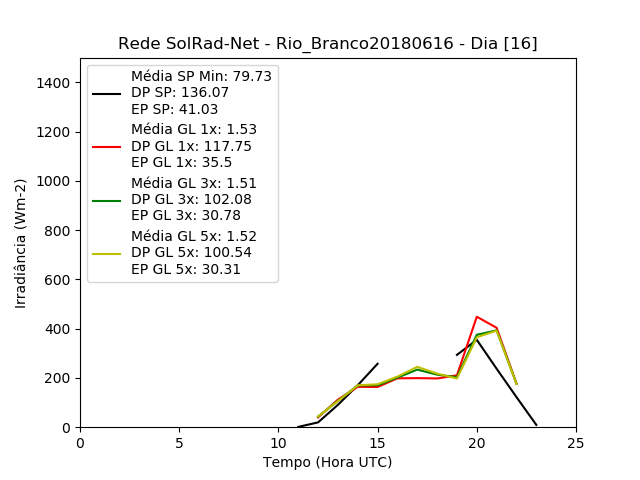 Rede SolRad-Net - Rio_Branco20180616 - Dia [16]
Média SP Min: 79.73
DP SP: 136.07
EP SP: 41.03
Média GL 1x: 1.53
DP GL 1x: 117.75
EP GL 1x: 35.5
Média GL 3x: 1.51
DP GL 3x: 102.08
EP GL 3x: 30.78
Média GL 5x: 1.52
DP GL 5x: 100.54
EP GL 5x: 30.31
Irradiância (Wm-2)
1400
1200
1000
800
600
400
200
0
0 5 10 15 20 25
Tempo (Hora UTC)